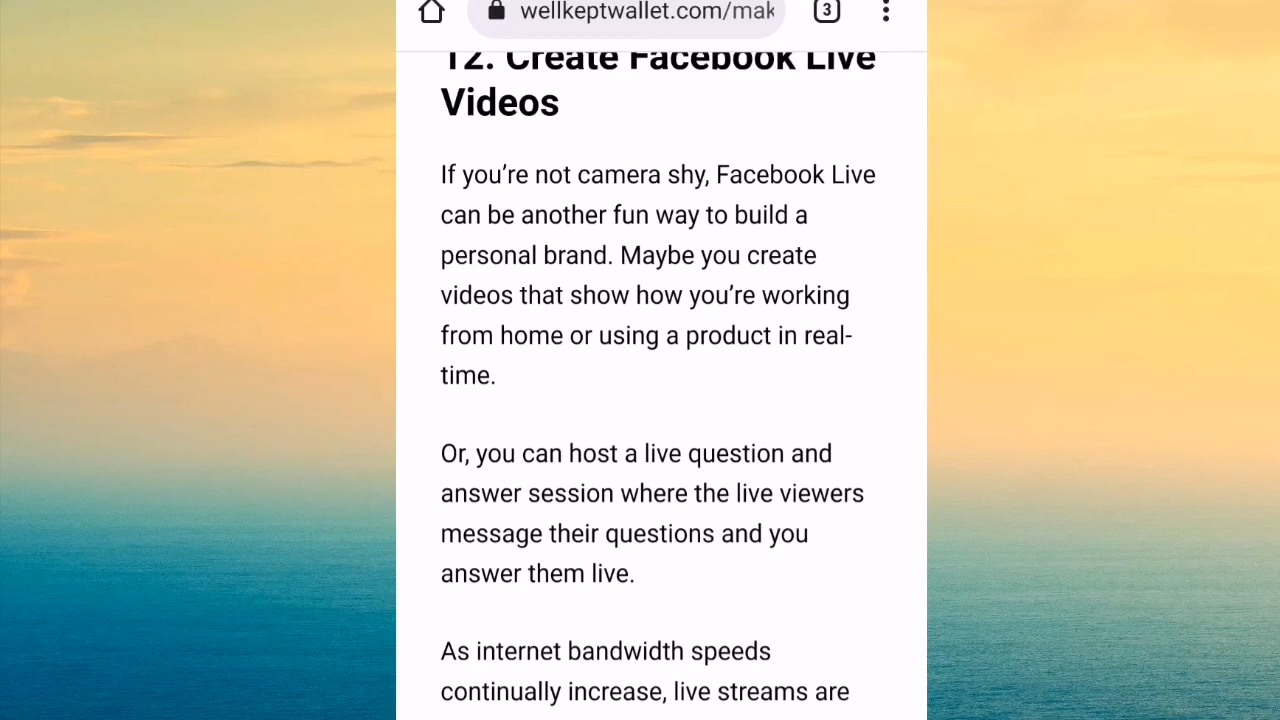 wellkeptwallet.com/mak
3
12. Create Facebook Live
Videos
If you’re not camera shy, Facebook Live
can be another fun way to build a
personal brand. Maybe you create
videos that show how you’re working
from home or using a product in real-
time.
Or, you can host a live question and
answer session where the live viewers
message their questions and you
answer them live.
As internet bandwidth speeds
continually increase, live streams are